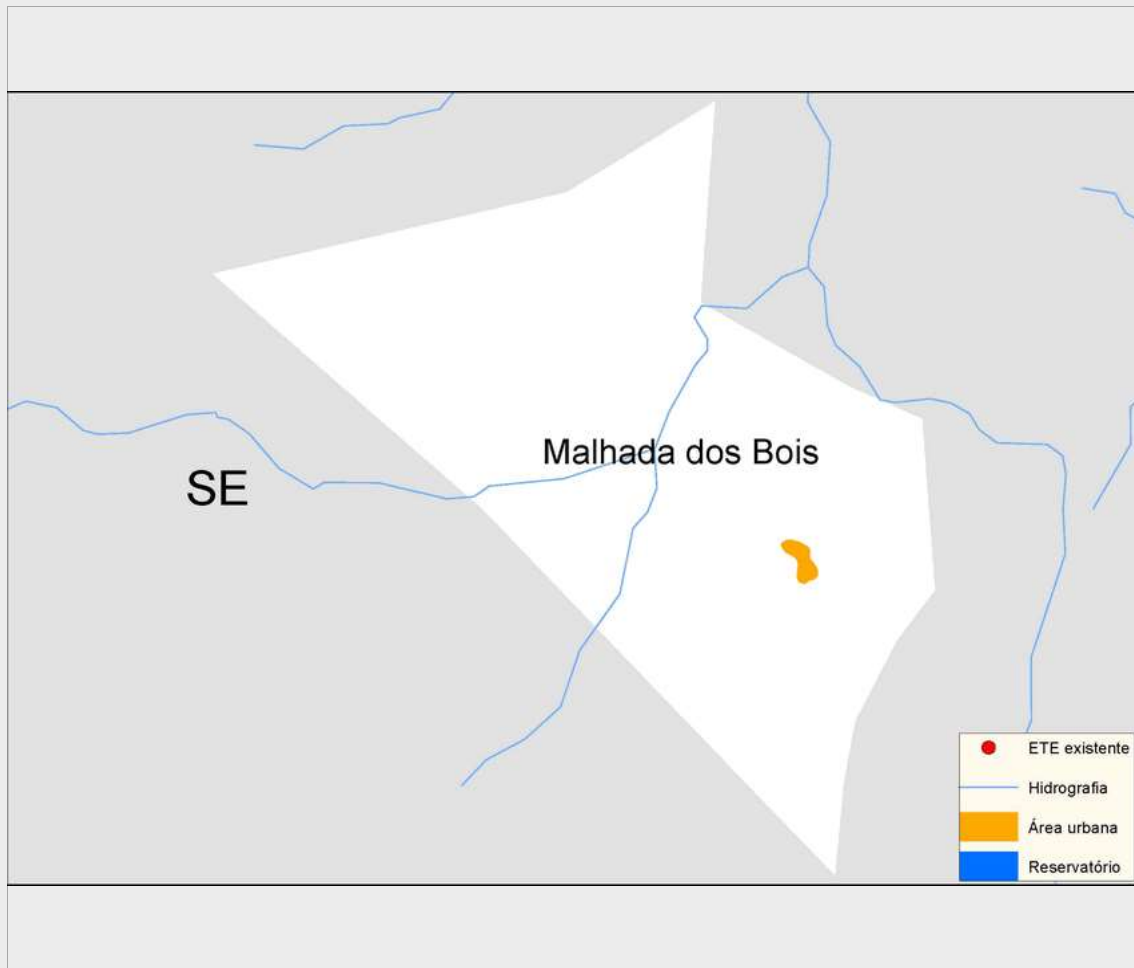 Malhada dos Bois
SE
ETE existente
Hidrografia
Área urbana
Reservatório